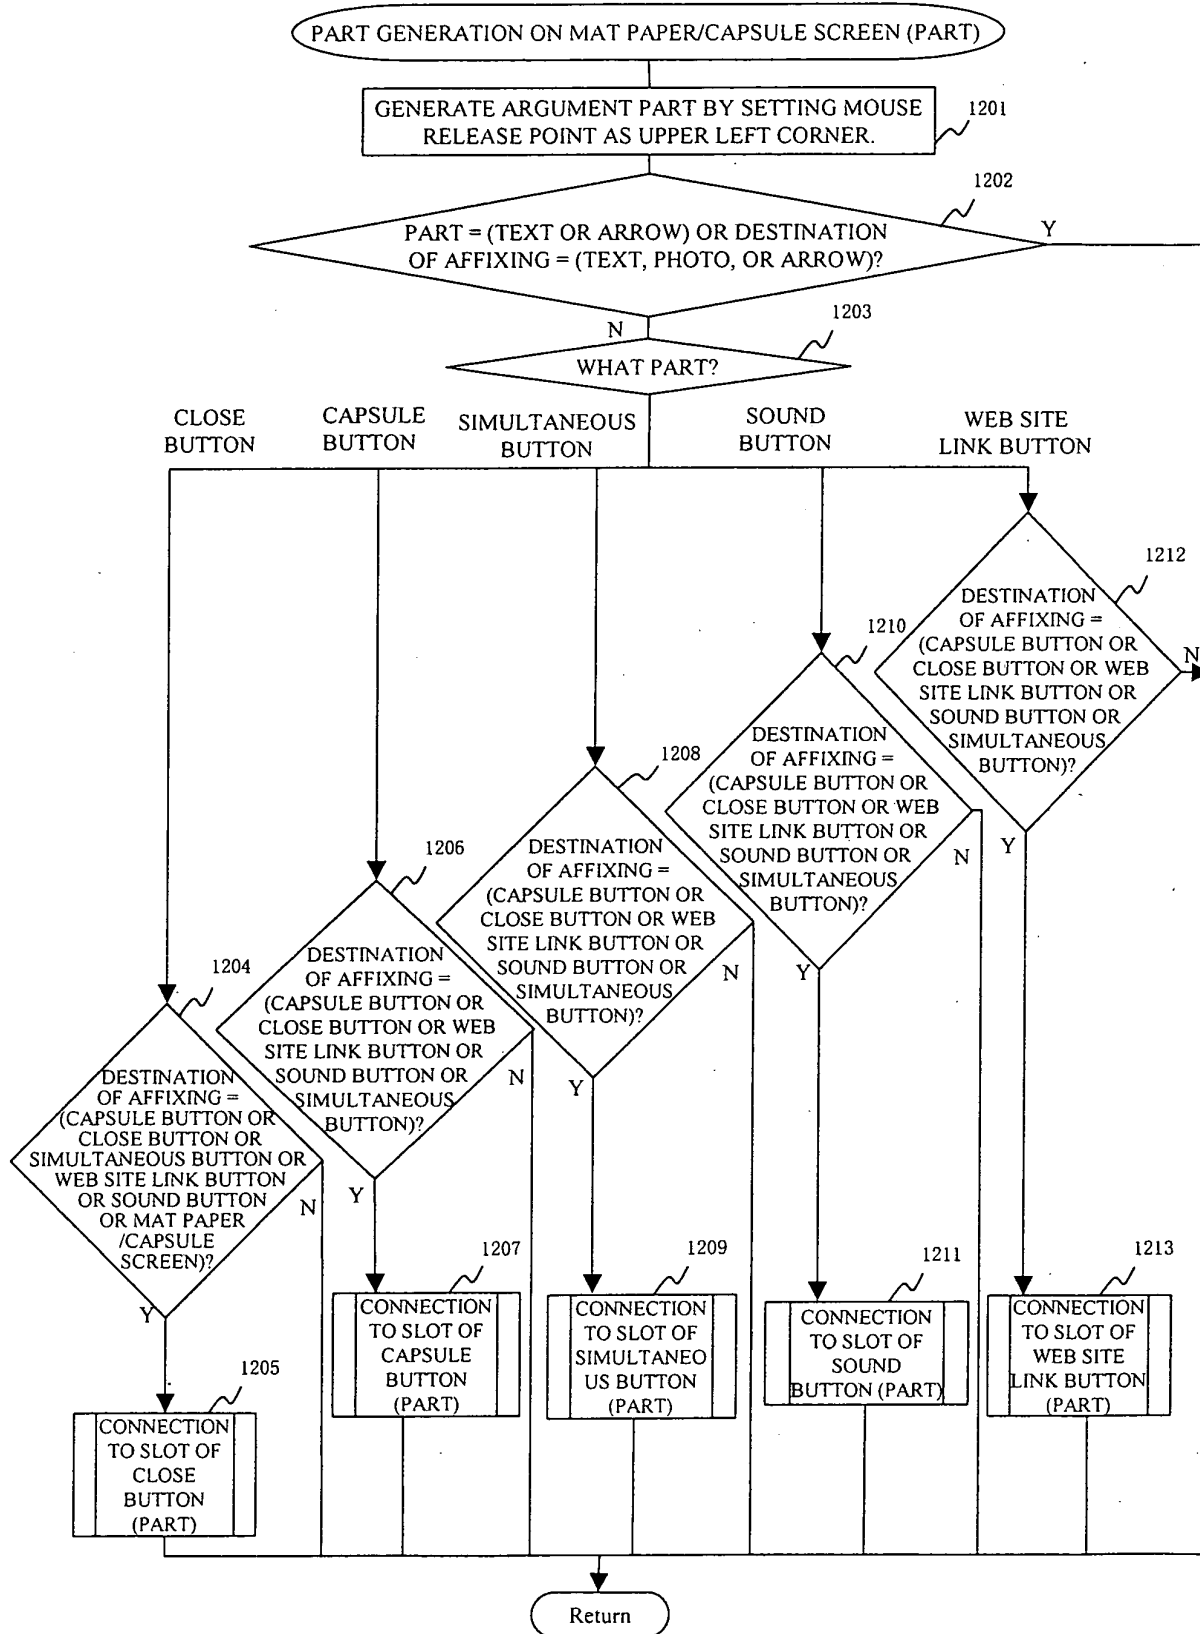 PART GENERATION ON MAT PAPER/CAPSULE SCREEN (PART)
GENERATE ARGUMENT PART BY SETTING MOUSE
RELEASE POINT AS UPPER LEFT CORNER.
1201
1202
PART = (TEXT OR ARROW) OR DESTINATION
OF AFFIXING = (TEXT, PHOTO, OR ARROW)?
Y
N
1203
WHAT PART?
CLOSE
BUTTON
CAPSULE
BUTTON
SIMULTANEOUS
BUTTON
SOUND
BUTTON
WEB SITE
LINK BUTTON
1212
DESTINATION
OF AFFIXING =
(CAPSULE BUTTON OR
CLOSE BUTTON OR WEB
SITE LINK BUTTON OR
SOUND BUTTON OR
SIMULTANEOUS
BUTTON)?
N
Y
1210
DESTINATION
OF AFFIXING =
(CAPSULE BUTTON OR
CLOSE BUTTON OR WEB
SITE LINK BUTTON OR
SOUND BUTTON OR
SIMULTANEOUS
BUTTON)?
N
Y
1208
DESTINATION
OF AFFIXING =
(CAPSULE BUTTON OR
CLOSE BUTTON OR WEB
SITE LINK BUTTON OR
SOUND BUTTON OR
SIMULTANEOUS
BUTTON)?
N
Y
1206
DESTINATION
OF AFFIXING =
(CAPSULE BUTTON OR
CLOSE BUTTON OR WEB
SITE LINK BUTTON OR
SOUND BUTTON OR
SIMULTANEOUS
BUTTON)?
N
Y
1204
DESTINATION
OF AFFIXING =
(CAPSULE BUTTON OR
CLOSE BUTTON OR
SIMULTANEOUS BUTTON OR
WEB SITE LINK BUTTON
OR SOUND BUTTON
OR MAT PAPER
/CAPSULE
SCREEN)?
N
Y
1205
CONNECTION
TO SLOT OF
CLOSE
BUTTON
(PART)
1207
CONNECTION
TO SLOT OF
CAPSULE
BUTTON
(PART)
1209
CONNECTION
TO SLOT OF
SIMULTANEO
US BUTTON
(PART)
1211
CONNECTION
TO SLOT OF
SOUND
BUTTON (PART)
1213
CONNECTION
TO SLOT OF
WEB SITE
LINK BUTTON
(PART)
Return